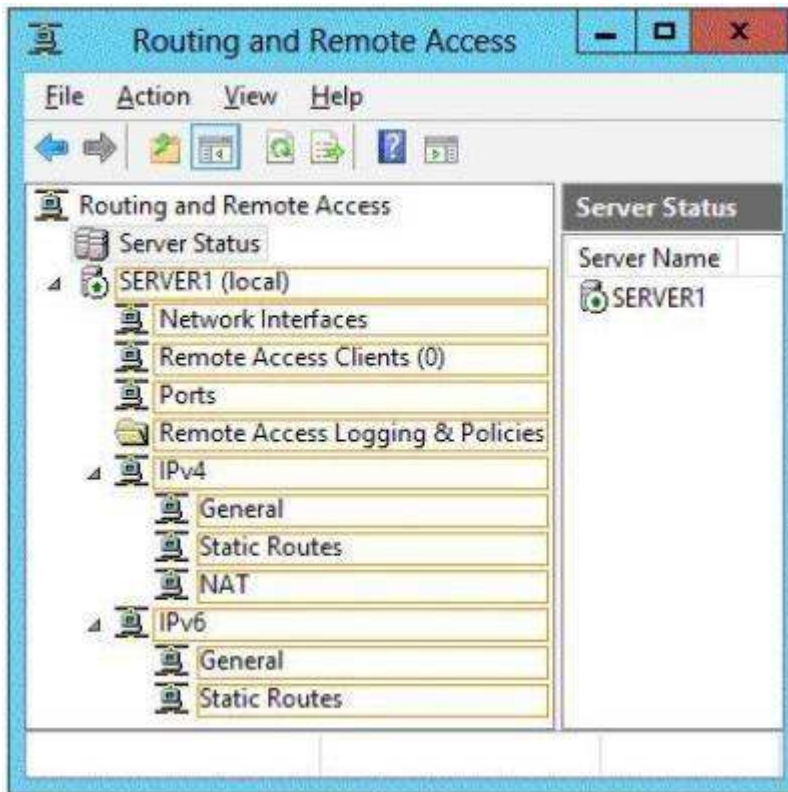 Routing and Remote Access
File Action View Help
Routing and Remote Access
Server Status
SERVER1 (local)
Network Interfaces
Remote Access Clients (0)
Ports
Remote Access Logging & Policies
IPv4
General
Static Routes
NAT
IPv6
General
Static Routes
Server Status
Server Name
SERVER1